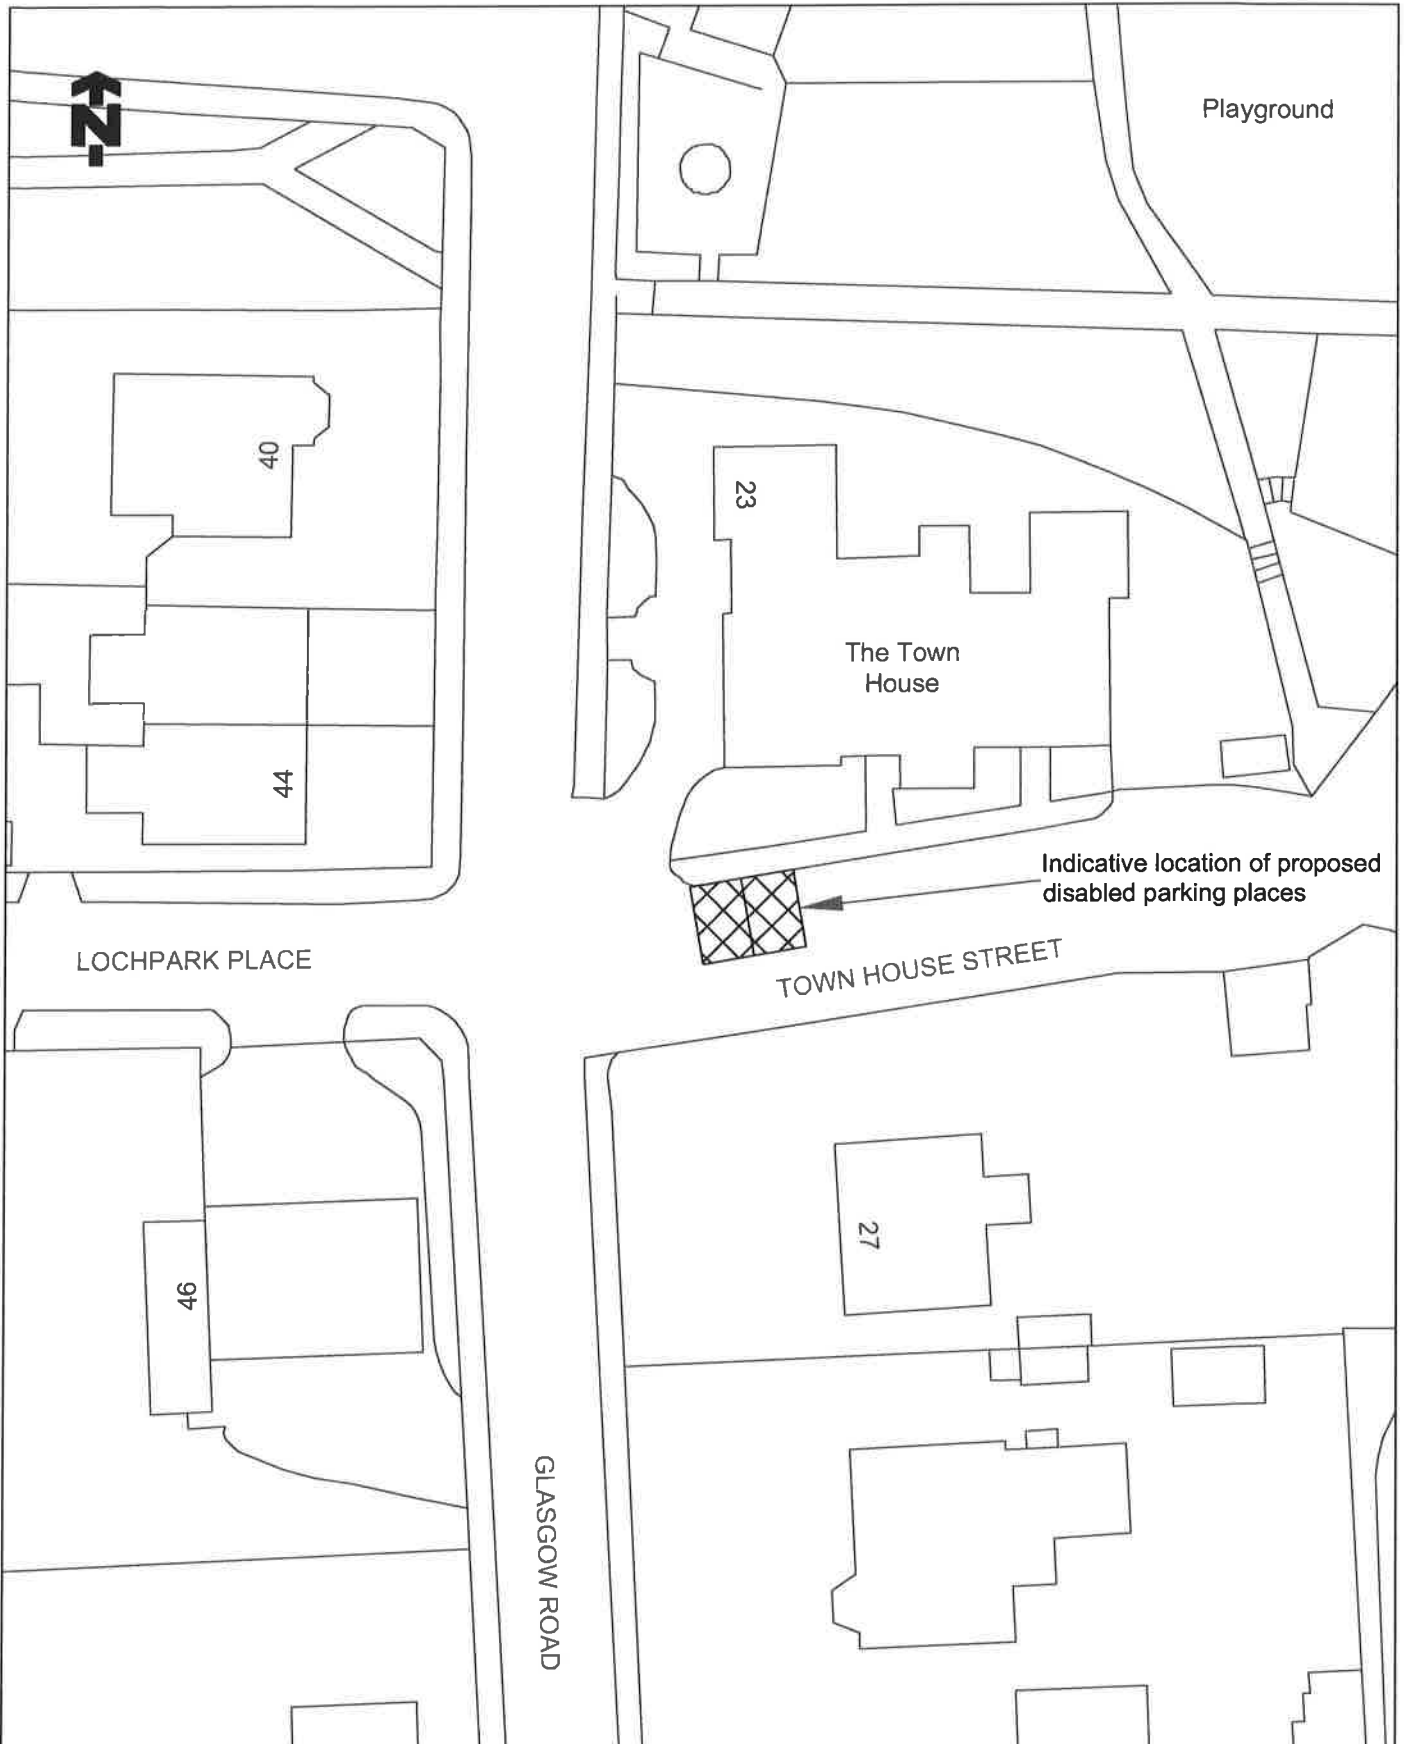 N
Playground
40
23
The Town
House
44
Indicative location of proposed
disabled parking places
LOCHPARK PLACE
TOWN HOUSE STREET
27
46
GLASGOW ROAD